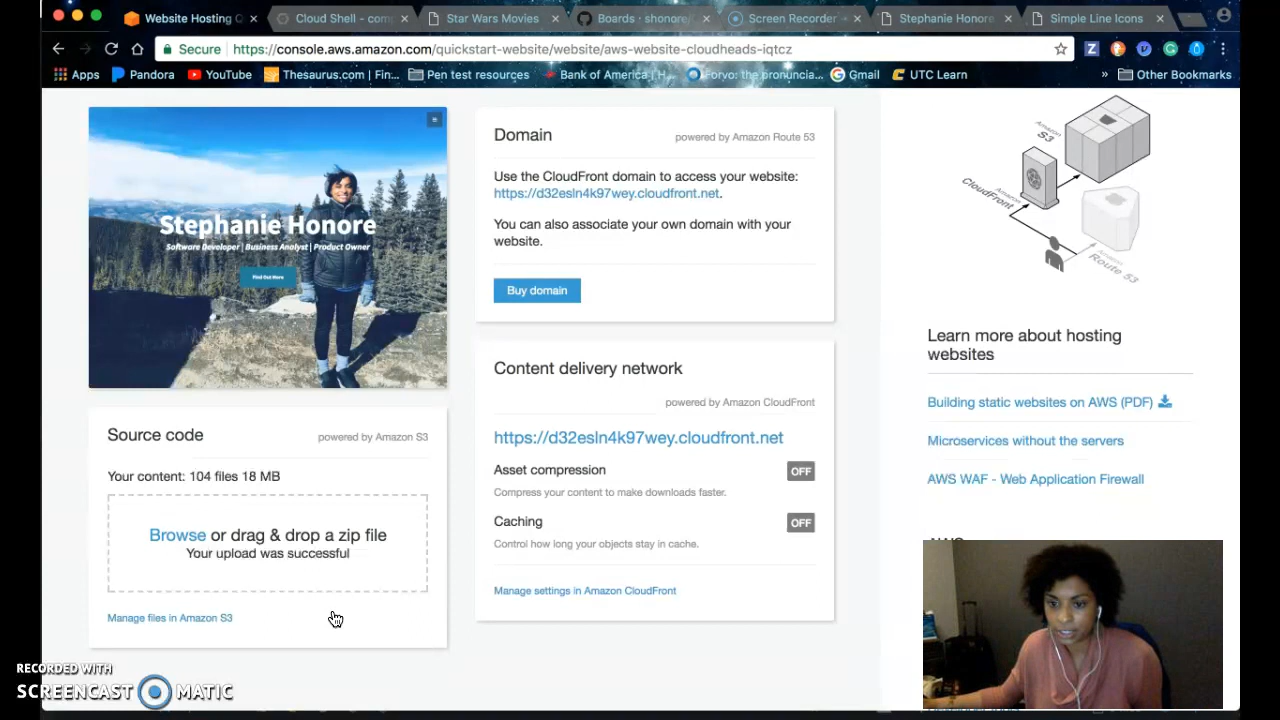 Website Hosting Q
Cloud Shell - com
Star Wars Movies
Boards · shonore/
Screen Recorder
Stephanie Honore
Simple Line Icons
Secure
https://console.aws.amazon.com/quickstart-website/website/aws-website-cloudheads-iqtcz
Apps
Pandora
YouTube
Thesaurus.com | Fin...
Pen test resources
Bank of America | H...
Forvo: the pronuncia...
Gmail
UTC Learn
»
Other Bookmarks
Stephanie Honore
Software Developer | Business Analyst | Product Owner
Find Out More
Source code
powered by Amazon S3
Your content: 104 files 18 MB
Browse or drag & drop a zip file
Your upload was successful
Manage files in Amazon S3
Domain
powered by Amazon Route 53
Use the CloudFront domain to access your website:
https://d32esln4k97wey.cloudfront.net.
You can also associate your own domain with your
website.
Buy domain
Content delivery network
powered by Amazon CloudFront
https://d32esln4k97wey.cloudfront.net
Asset compression
OFF
Compress your content to make downloads faster.
Caching
OFF
Control how long your objects stay in cache.
Manage settings in Amazon CloudFront
Amazon
S3
CloudFront
Amazon
Route 53
Learn more about hosting
websites
Building static websites on AWS (PDF)
Microservices without the servers
AWS WAF - Web Application Firewall
RECORDED WITH
SCREENCAST MATIC